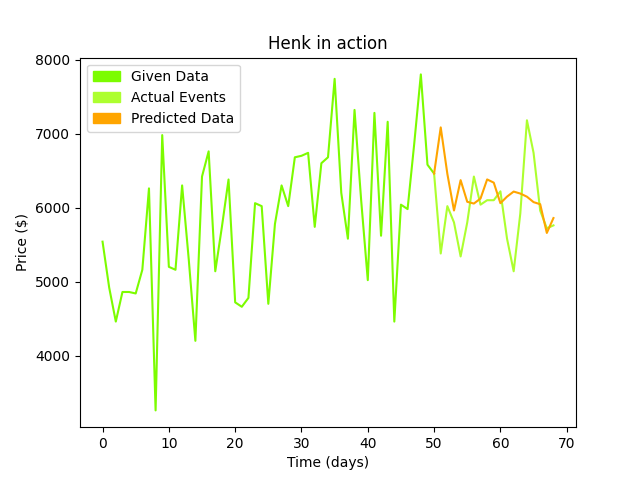 Henk in action
Given Data
Actual Events
Predicted Data
Price ($)
8000
7000
6000
5000
4000
0 10 20 30 40 50 60 70
Time (days)